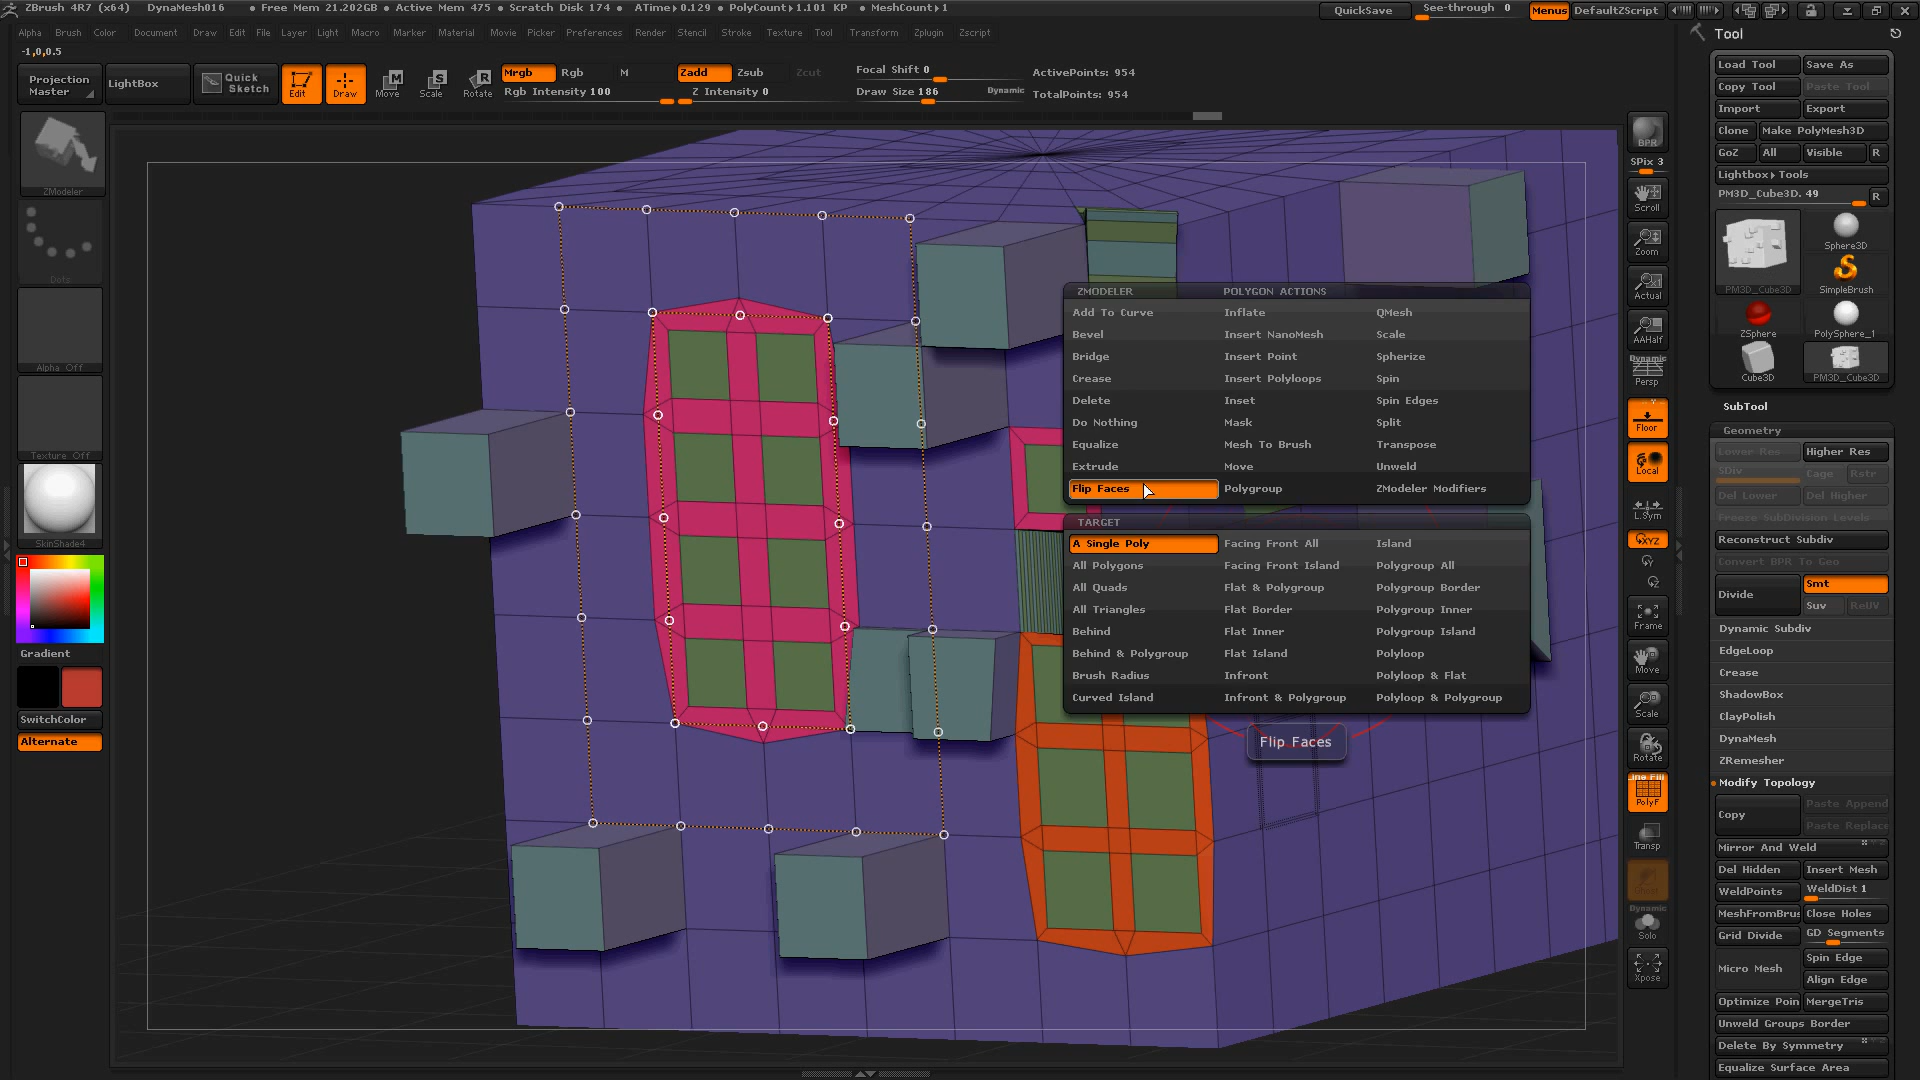 ZBrush 4R7 (x64) DynaMesh016 • Free Mem 21.202GB • Active Mem 475 • Scratch Disk 174 • ATime▸0.129 • PolyCount▸1.101 KP • MeshCount▸1
QuickSave See-through 0 Menus DefaultZScript
Alpha Brush Color Document Draw Edit File Layer Light Macro Marker Material Movie Picker Preferences Render Stencil Stroke Texture Tool Transform Zplugin Zscript
-1,0,0.5
Projection Master
LightBox
Quick Sketch
Edit
Draw
Move
Scale
Rotate
Mrgb Rgb M
Rgb Intensity 100
Zadd Zsub Zcut
Z Intensity 0
Focal Shift 0
Draw Size 186
Dynamic
ActivePoints: 954
TotalPoints: 954
ZModeler
Dots
Alpha Off
Texture Off
SkinShade4
Gradient
SwitchColor
Alternate
ZMODELER POLYGON ACTIONS
Add To Curve Inflate QMesh
Bevel Insert NanoMesh Scale
Bridge Insert Point Spherize
Crease Insert Polyloops Spin
Delete Inset Spin Edges
Do Nothing Mask Split
Equalize Mesh To Brush Transpose
Extrude Move Unweld
Flip Faces Polygroup ZModeler Modifiers
TARGET
A Single Poly Facing Front All Island
All Polygons Facing Front Island Polygroup All
All Quads Flat & Polygroup Polygroup Border
All Triangles Flat Border Polygroup Inner
Behind Flat Inner Polygroup Island
Behind & Polygroup Flat Island Polyloop
Brush Radius Infront Polyloop & Flat
Curved Island Infront & Polygroup Polyloop & Polygroup
Flip Faces
BPR
SPix 3
Scroll
Zoom
Actual
AAHalf
Dynamic
Persp
Floor
Local
L.Sym
XYZ
Frame
Move
Scale
Rotate
Line Fill
PolyF
Transp
Ghost
Dynamic
Solo
Xpose
Tool
Load Tool Save As
Copy Tool Paste Tool
Import Export
Clone Make PolyMesh3D
GoZ All Visible R
Lightbox▸Tools
PM3D_Cube3D. 49 R
PM3D_Cube3D
Sphere3D
SimpleBrush
ZSphere
PolySphere_1
Cube3D
PM3D_Cube3D
SubTool
Geometry
Lower Res Higher Res
SDiv Cage Rstr
Del Lower Del Higher
Freeze SubDivision Levels
Reconstruct Subdiv
Convert BPR To Geo
Divide Smt
Suv ReUV
Dynamic Subdiv
EdgeLoop
Crease
ShadowBox
ClayPolish
DynaMesh
ZRemesher
Modify Topology
Copy Paste Append
Paste Replace
Mirror And Weld
Del Hidden Insert Mesh
WeldPoints WeldDist 1
MeshFromBrus Close Holes
Grid Divide GD Segments
Micro Mesh Spin Edge
Align Edge
Optimize Poin MergeTris
Unweld Groups Border
Delete By Symmetry
Equalize Surface Area